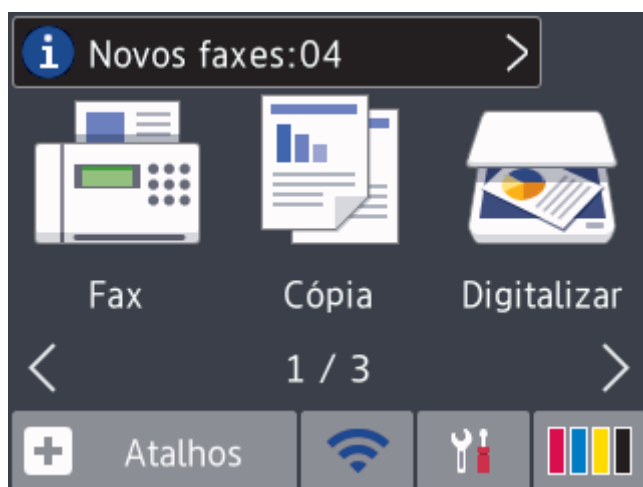 Novos faxes:04
Fax
Cópia
Digitalizar
1 / 3
Atalhos